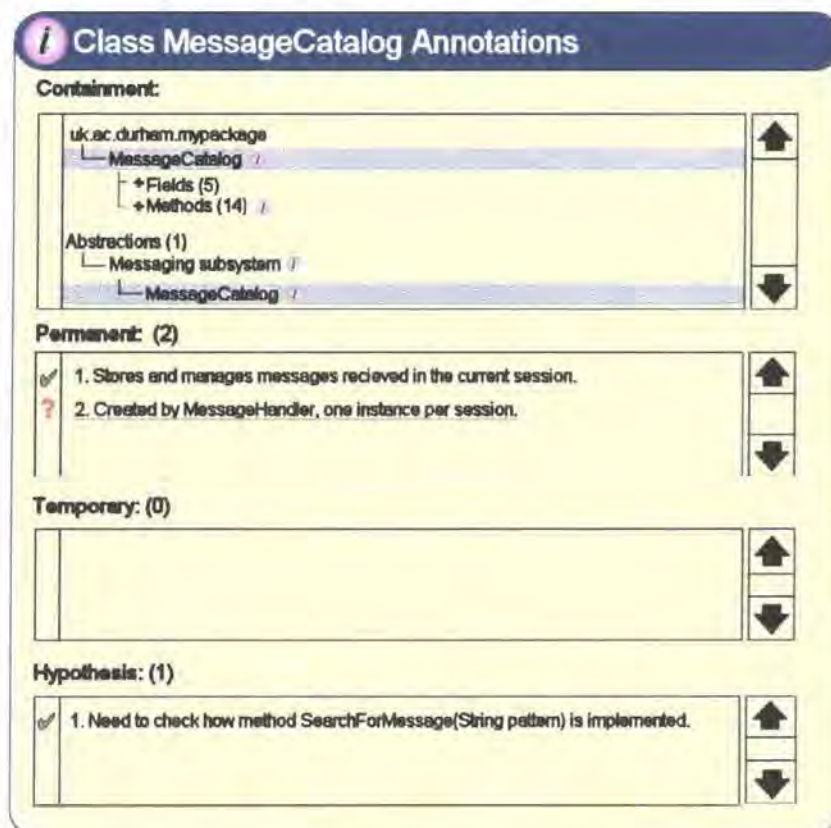 i Class MessageCatalog Annotations
Containment:
uk.ac.durham.mypackage
MessageCatalog i
+Fields (5)
+Methods (14) i
Abstractions (1)
Messaging subsystem i
MessageCatalog i
Permanent: (2)
✓ 1. Stores and manages messages recieved in the current session.
? 2. Created by MessageHandler, one instance per session.
Temporary: (0)
Hypothesis: (1)
✓ 1. Need to check how method SearchForMessage(String pattern) is implemented.